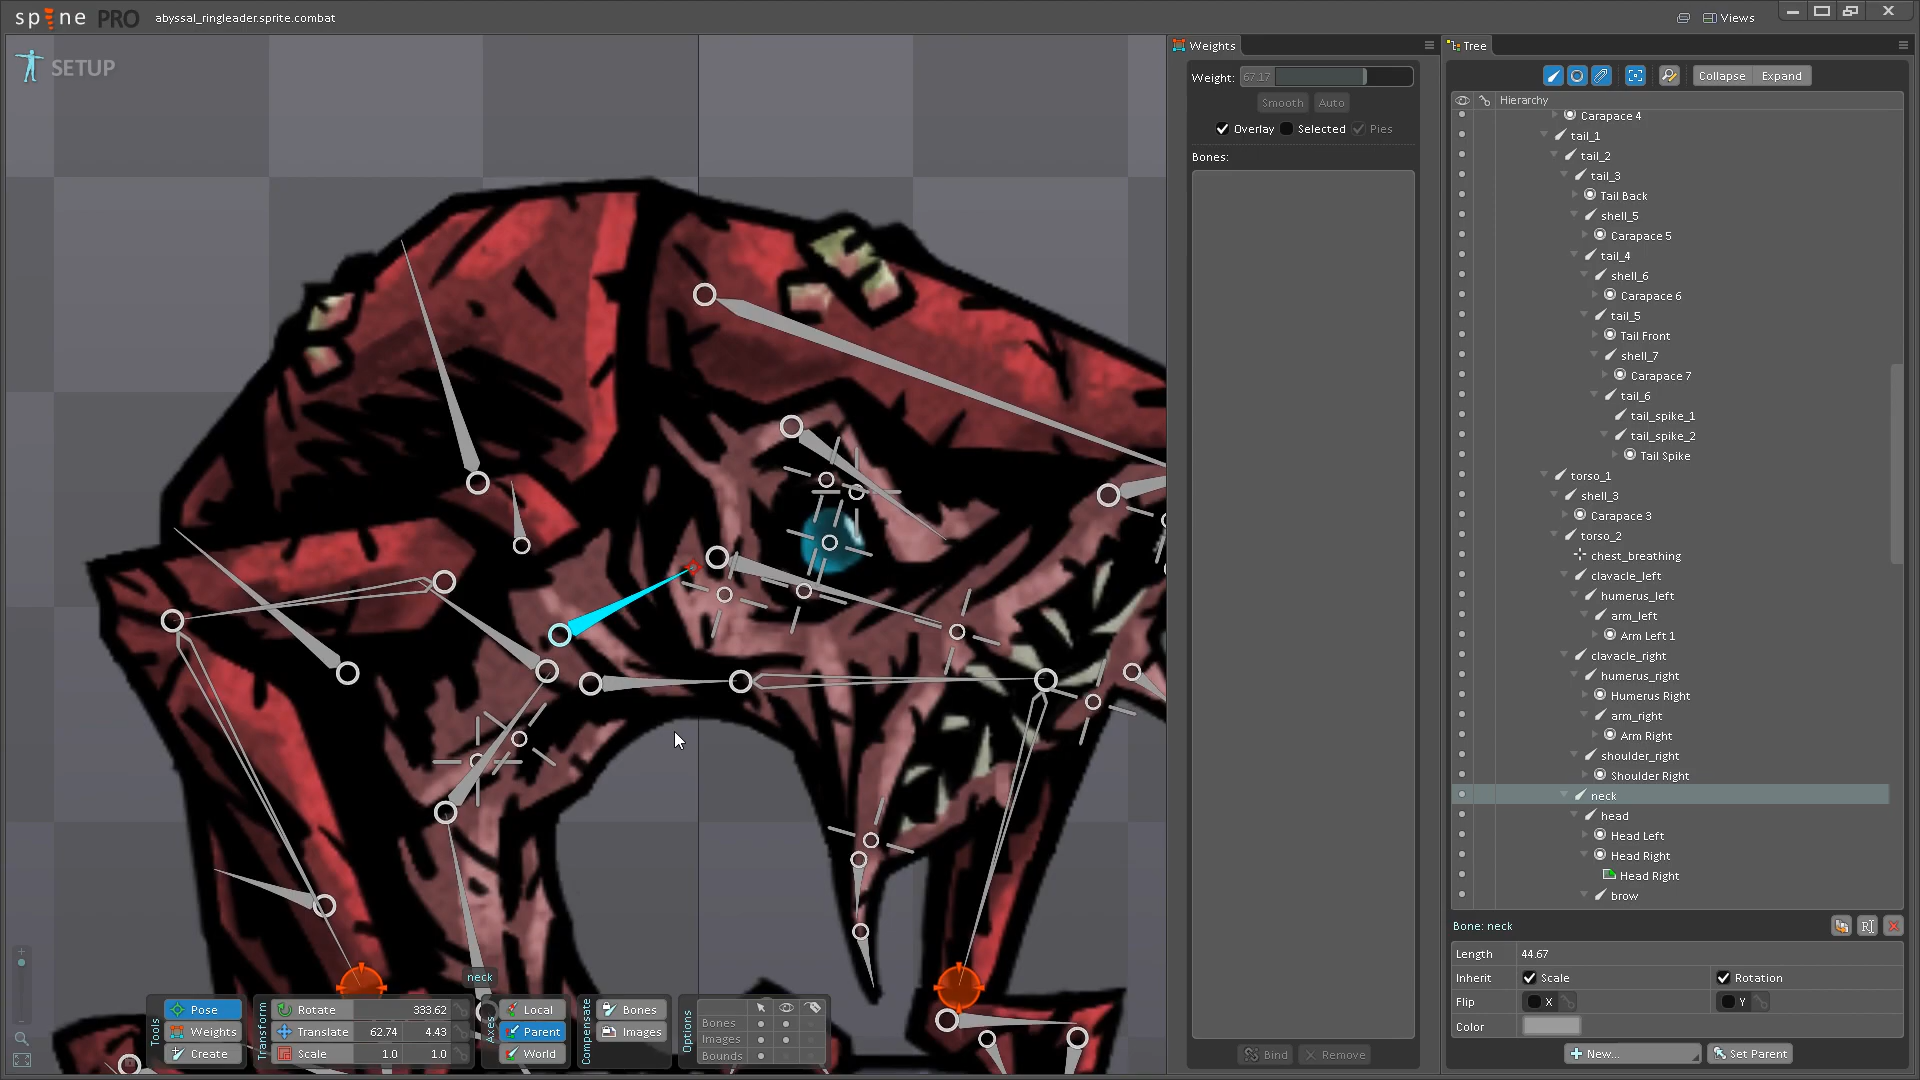 spine PRO abyssal_ringleader.sprite.combat
Views
SETUP
Weights
Weight: 67.17
Smooth Auto
Overlay Selected Pies
Bones:
Bind Remove
Tree
Collapse Expand
Hierarchy
Carapace 4
tail_1
tail_2
tail_3
Tail Back
shell_5
Carapace 5
tail_4
shell_6
Carapace 6
tail_5
Tail Front
shell_7
Carapace 7
tail_6
tail_spike_1
tail_spike_2
Tail Spike
torso_1
shell_3
Carapace 3
torso_2
chest_breathing
clavacle_left
humerus_left
arm_left
Arm Left 1
clavacle_right
humerus_right
Humerus Right
arm_right
Arm Right
shoulder_right
Shoulder Right
neck
head
Head Left
Head Right
Head Right
brow
Bone: neck
Length 44.67
Inherit Scale Rotation
Flip X Y
Color
New... Set Parent
neck
Tools
Pose
Weights
Create
Transform
Rotate 333.62
Translate 62.74 4.43
Scale 1.0 1.0
Axes
Local
Parent
World
Compensate
Bones
Images
Options
Bones
Images
Bounds